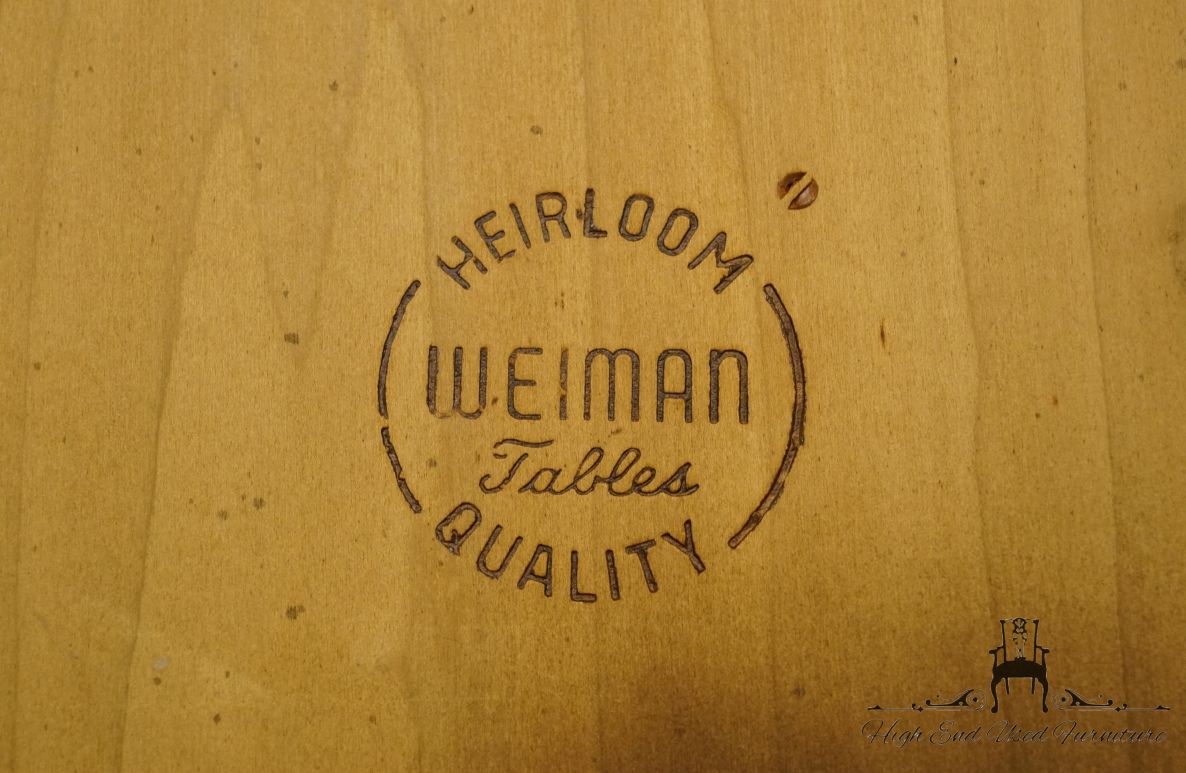 HEIRLOOM
WEIMAN
Tables
QUALITY
High End Used Furniture